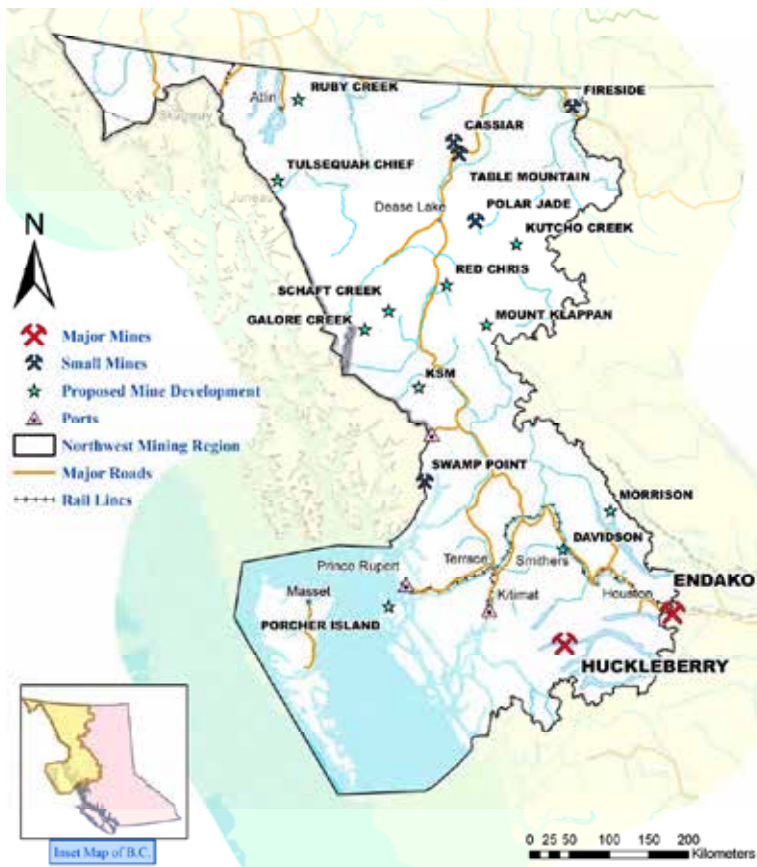 RUBY CREEK
Atlin
FIRESIDE
Skagway
CASSIAR
TULSEQUAH CHIEF
TABLE MOUNTAIN
Juneau
POLAR JADE
Dease Lake
KUTCHO CREEK
N
RED CHRIS
SCHAFT CREEK
GALORE CREEK
MOUNT KLAPPAN
Major Mines
Small Mines
Proposed Mine Development
KSM
Ports
Northwest Mining Region
Major Roads
SWAMP POINT
Rail Lines
MORRISON
DAVIDSON
Prince Rupert
Terrace
Smithers
ENDAKO
Masset
Kitimat
Houston
PORCHER ISLAND
HUCKLEBERRY
Inset Map of B.C.
0 25 50 100 150 200
Kilometers